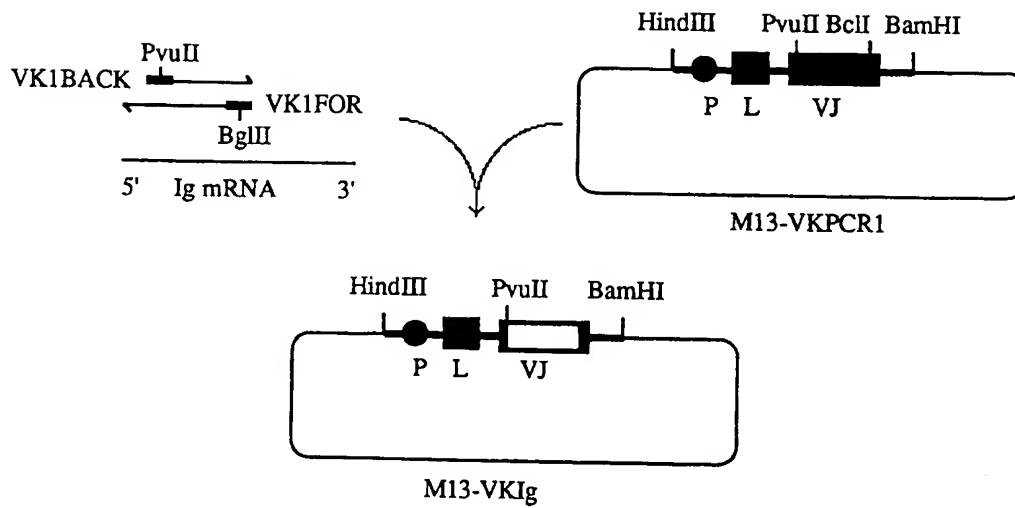 PvuII
VK1BACK
VK1FOR
BglII
5' Ig mRNA 3'
HindIII PvuII BclI BamHI
P L VJ
M13-VKPCR1
HindIII PvuII BamHI
P L VJ
M13-VKIg